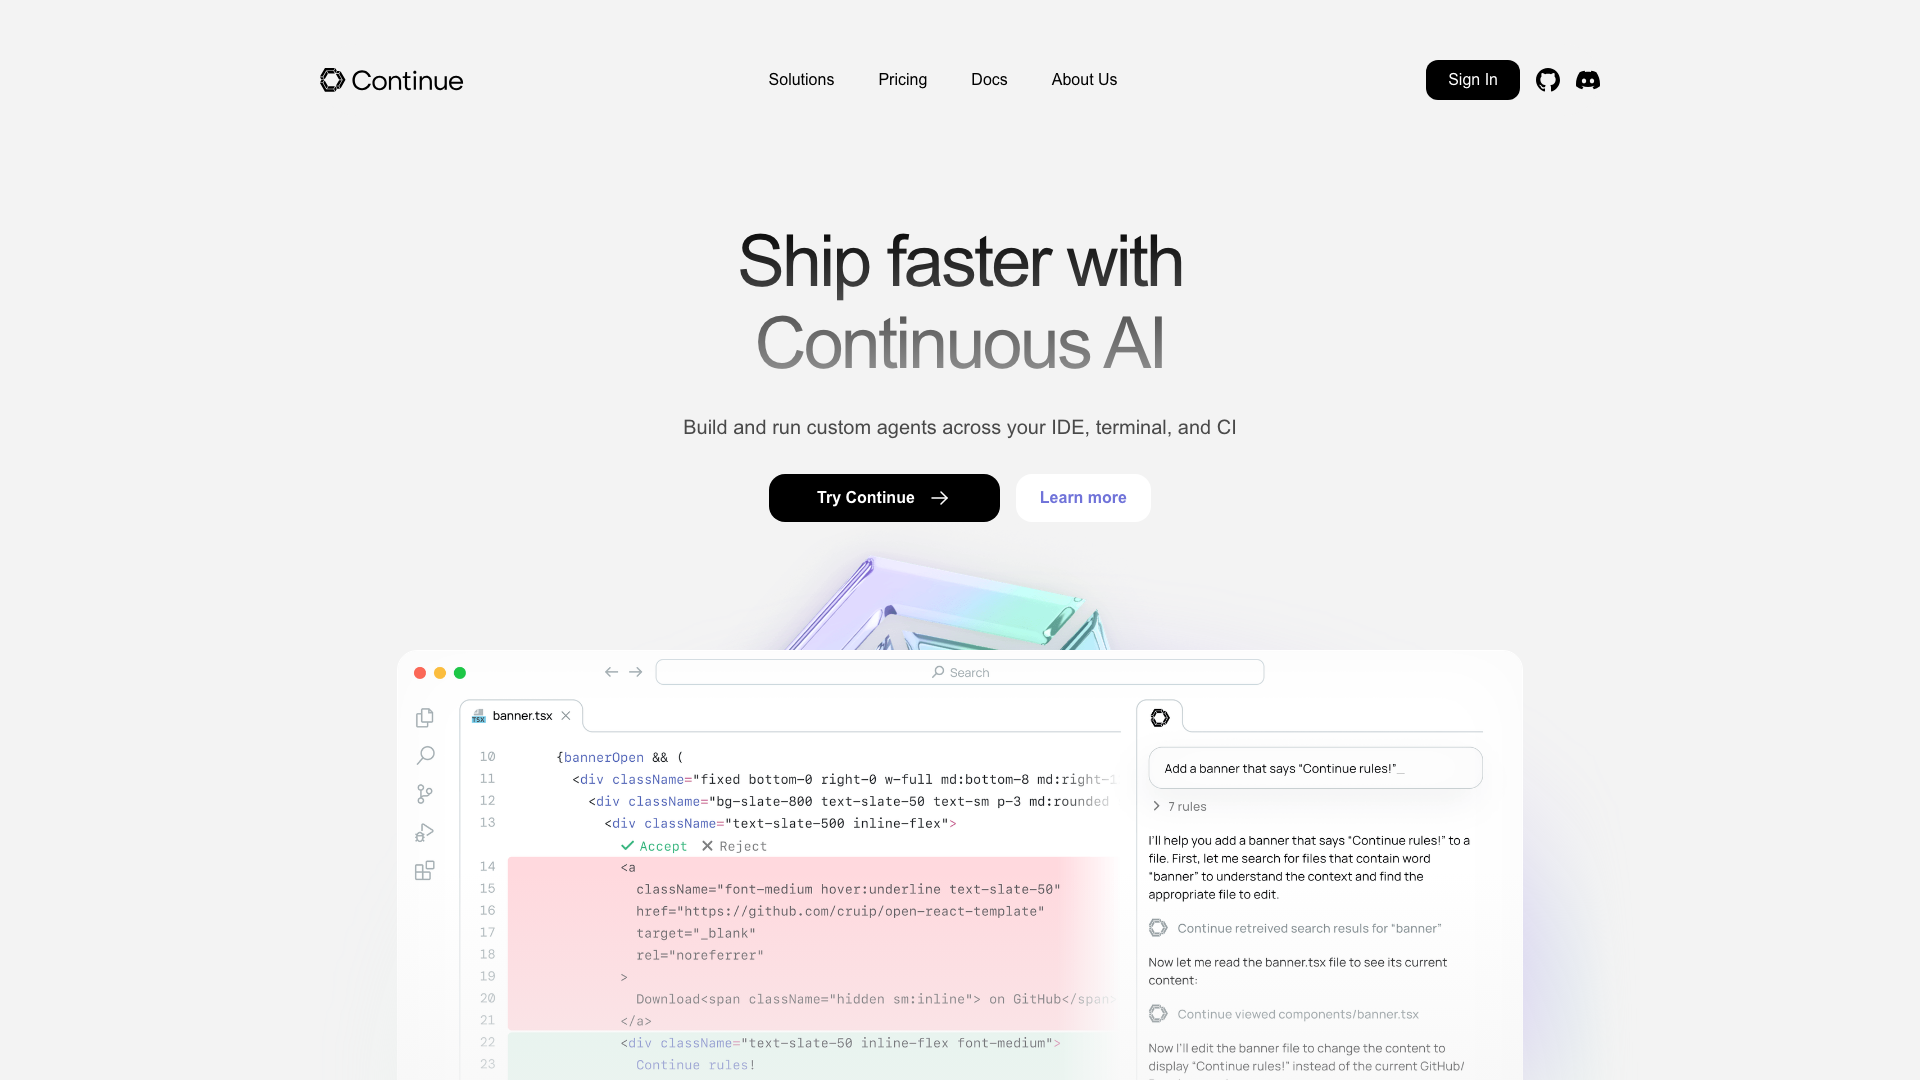 Continue
Solutions
Pricing
Docs
About Us
Sign In
Ship faster with
Continuous AI
Build and run custom agents across your IDE, terminal, and CI
Try Continue
Learn more
Search
TSX banner.tsx
10 {bannerOpen && (
11 <div className="fixed bottom-0 right-0 w-full md:bottom-8 md:right-1
12 <div className="bg-slate-800 text-slate-50 text-sm p-3 md:rounded
13 <div className="text-slate-500 inline-flex">
Accept Reject
14 <a
15 className="font-medium hover:underline text-slate-50"
16 href="https://github.com/cruip/open-react-template"
17 target="_blank"
18 rel="noreferrer"
19 >
20 Download<span className="hidden sm:inline"> on GitHub</span>
21 </a>
22 <div className="text-slate-50 inline-flex font-medium">
23 Continue rules!
Add a banner that says “Continue rules!”_
7 rules
I’ll help you add a banner that says “Continue rules!” to a
file. First, let me search for files that contain word
“banner” to understand the context and find the
appropriate file to edit.
Continue retreived search resuls for “banner”
Now let me read the banner.tsx file to see its current
content:
Continue viewed components/banner.tsx
Now I’ll edit the banner file to change the content to
display “Continue rules!” instead of the current GitHub/